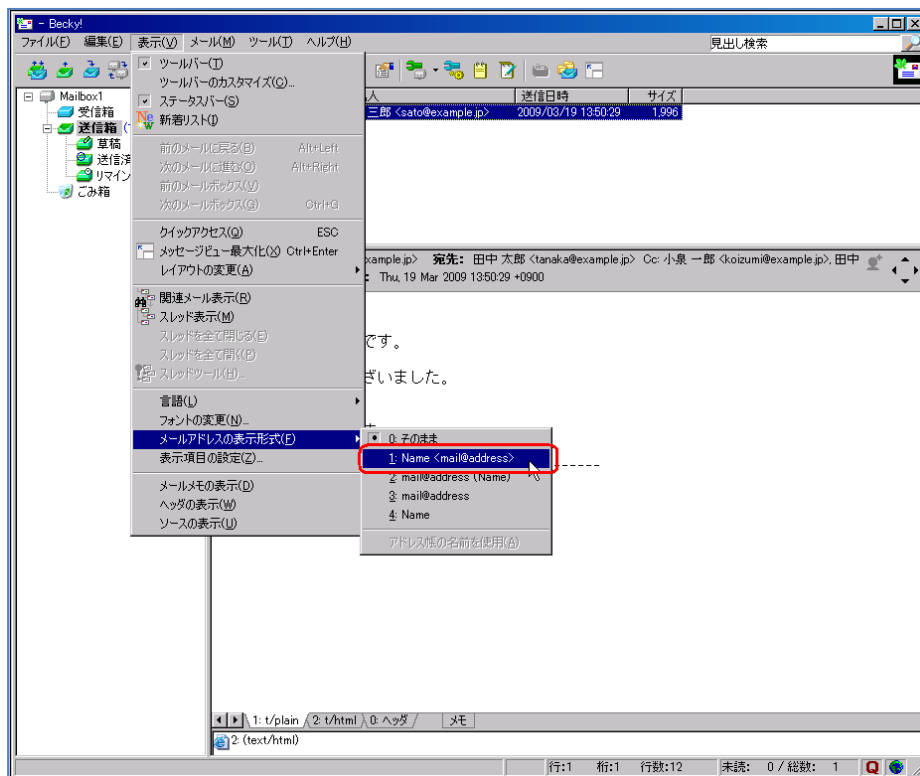 - Becky!
ファイル(F) 編集(E) 表示(V) メール(M) ツール(T) ヘルプ(H)
見出し検索
Mailbox1
受信箱
送信箱
草稿
送信済
リマイン
ごみ箱
ツールバー(T)
ツールバーのカスタマイズ(C)...
ステータスバー(S)
新着リスト(I)
前のメールに戻る(B) Alt+Left
次のメールに進む(O) Alt+Right
前のメールボックス(V)
次のメールボックス(G) Ctrl+G
クイックアクセス(Q) ESC
メッセージビュー最大化(X) Ctrl+Enter
レイアウトの変更(A)
関連メール表示(R)
スレッド表示(M)
スレッドを全て閉じる(E)
スレッドを全て開く(P)
スレッドツール(H)...
言語(L)
フォントの変更(N)...
メールアドレスの表示形式(F)
表示項目の設定(Z)...
メールメモの表示(D)
ヘッダの表示(W)
ソースの表示(U)
人 送信日時 サイズ
三郎 <sato@example.jp> 2009/03/19 13:50:29 1,996
xample.jp> 宛先: 田中 太郎 <tanaka@example.jp> Cc: 小泉 一郎 <koizumi@example.jp>, 田中
: Thu, 19 Mar 2009 13:50:29 +0900
です。
ざいました。
0: そのまま
1: Name <mail@address>
2: mail@address (Name)
3: mail@address
4: Name
アドレス帳の名前を使用(A)
1: t/plain 2: t/html 0: ヘッダ メモ
2: (text/html)
行:1 桁:1 行数:12 未読: 0 / 総数: 1